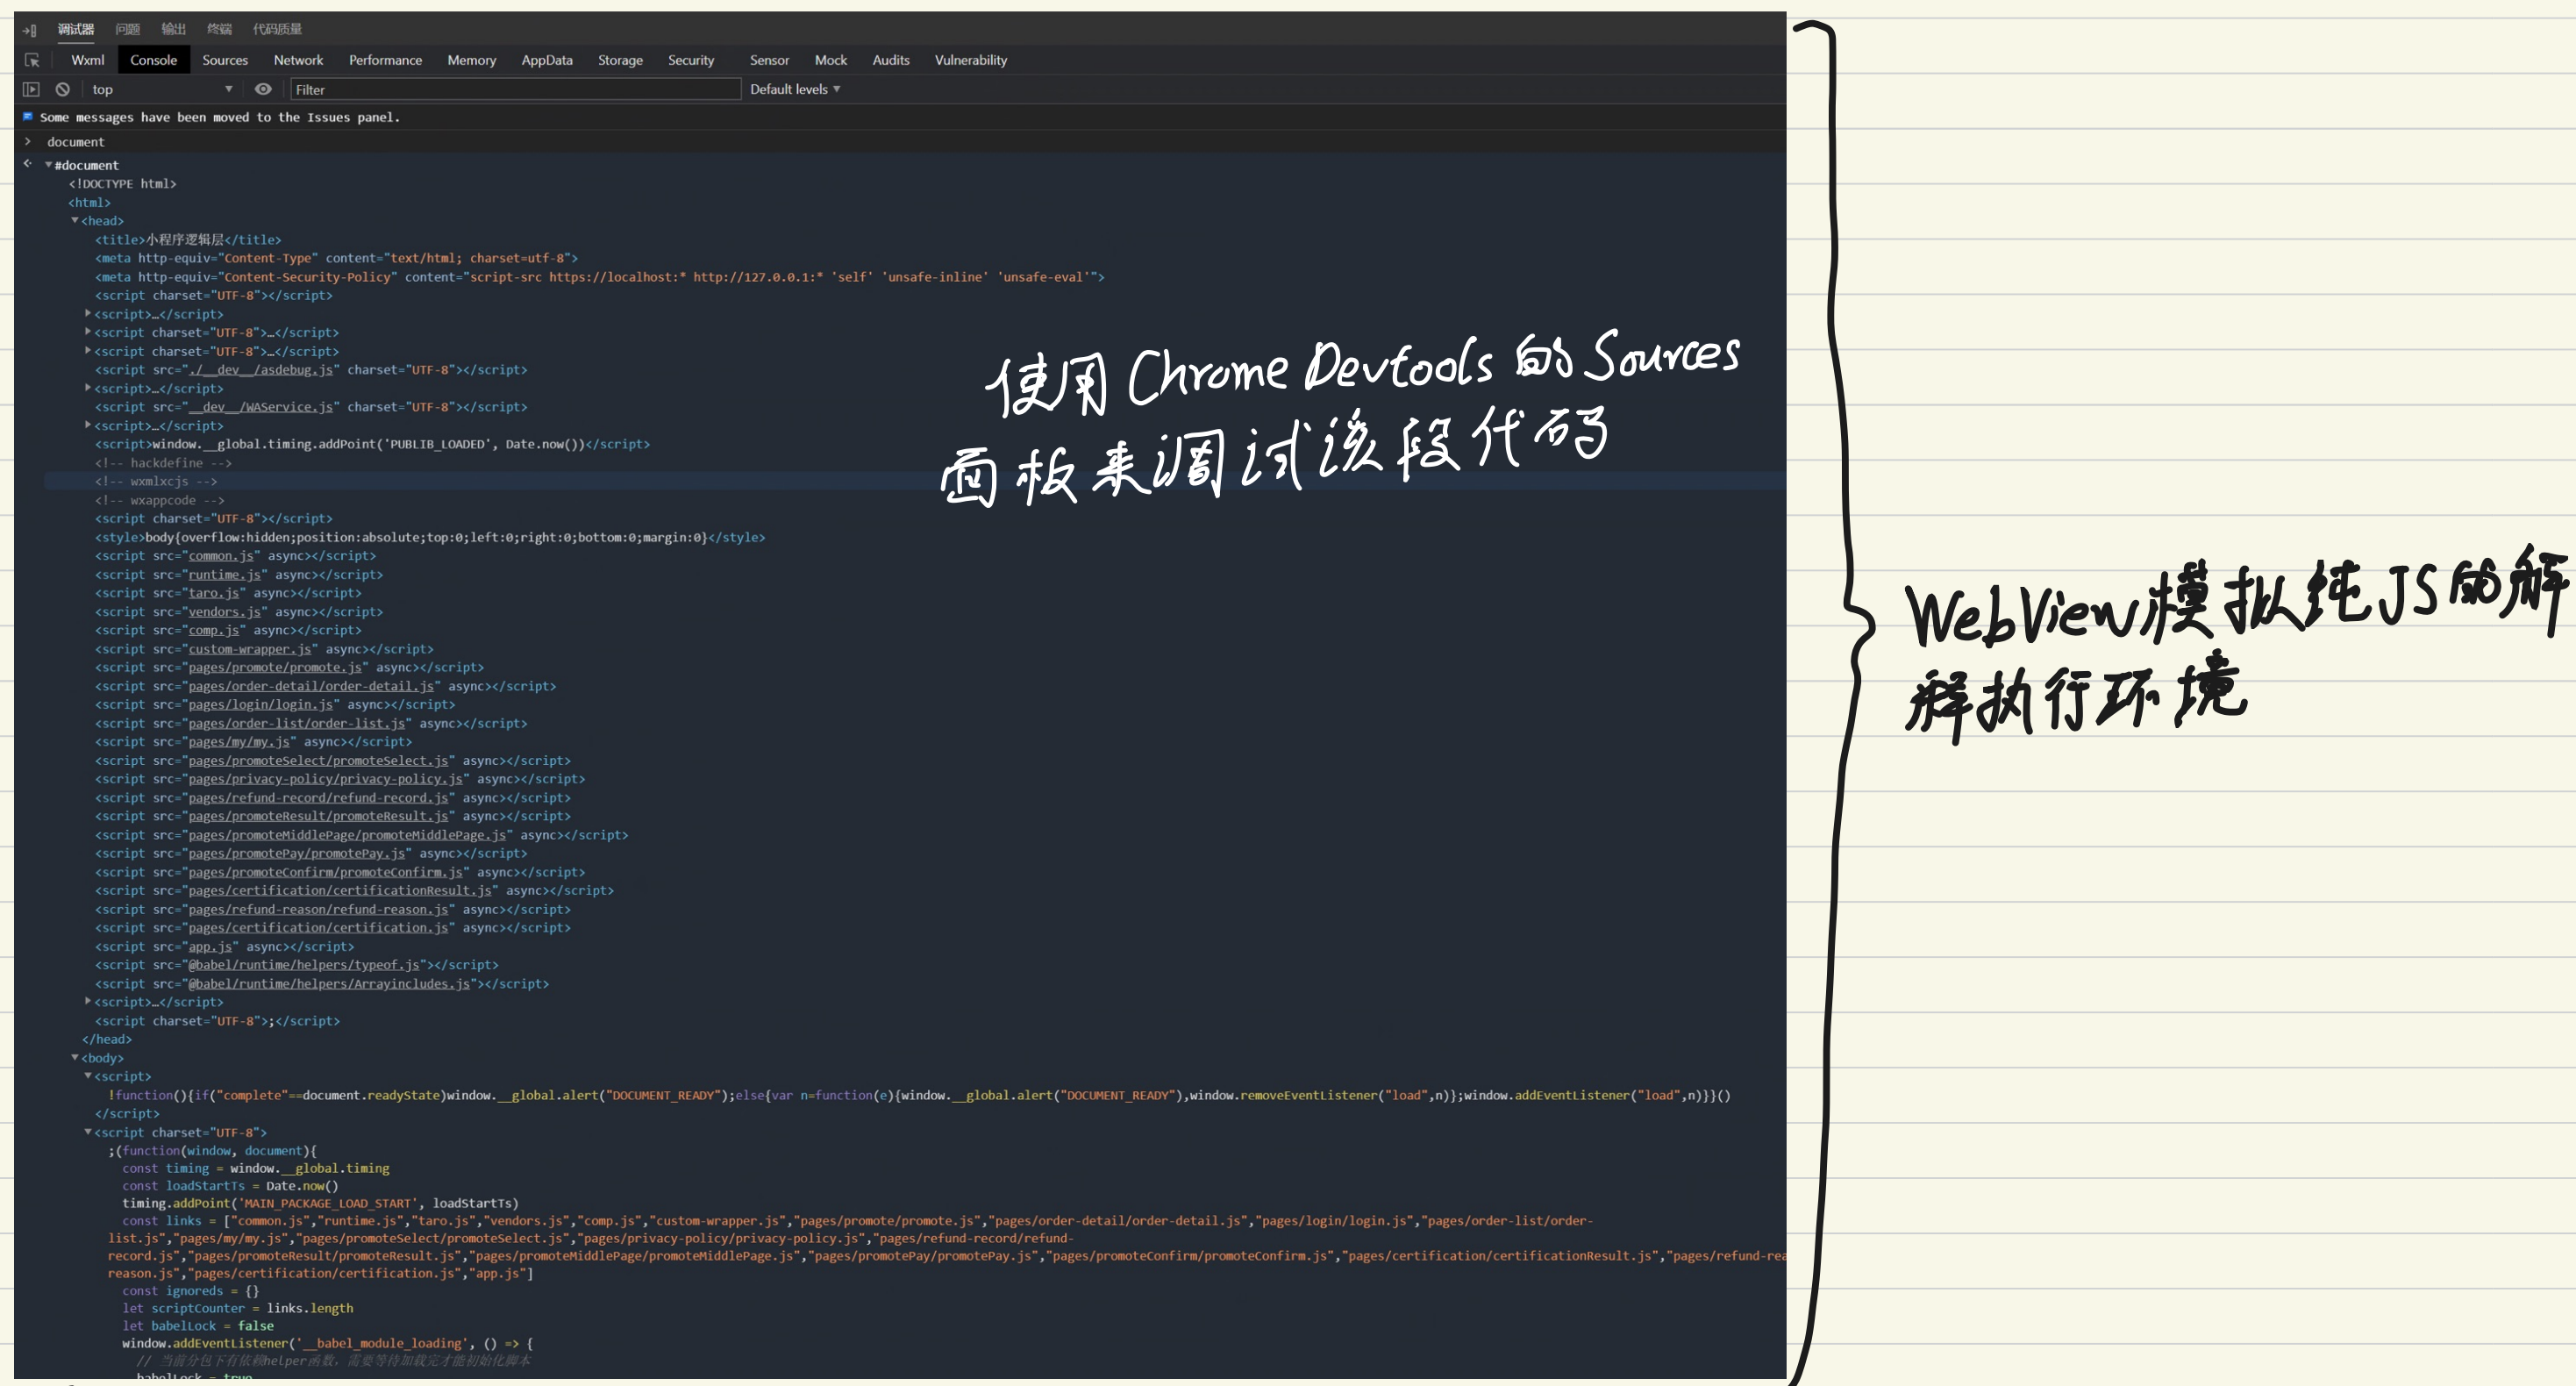 调试器 问题 输出 终端 代码质量
Wxml Console Sources Network Performance Memory AppData Storage Security Sensor Mock Audits Vulnerability
top Filter Default levels
Some messages have been moved to the Issues panel.
> document
#document
<!DOCTYPE html>
<html>
<head>
<title>小程序逻辑层</title>
<meta http-equiv="Content-Type" content="text/html; charset=utf-8">
<meta http-equiv="Content-Security-Policy" content="script-src https://localhost:* http://127.0.0.1:* 'self' 'unsafe-inline' 'unsafe-eval'">
<script charset="UTF-8"></script>
<script>…</script>
<script charset="UTF-8">…</script>
<script charset="UTF-8">…</script>
<script src="./__dev__/asdebug.js" charset="UTF-8"></script>
<script>…</script>
<script src="__dev__/WAService.js" charset="UTF-8"></script>
<script>…</script>
<script>window.__global.timing.addPoint('PUBLIB_LOADED', Date.now())</script>
<!-- hackdefine -->
<!-- wxmlxcjs -->
<!-- wxappcode -->
<script charset="UTF-8"></script>
<style>body{overflow:hidden;position:absolute;top:0;left:0;right:0;bottom:0;margin:0}</style>
<script src="common.js" async></script>
<script src="runtime.js" async></script>
<script src="taro.js" async></script>
<script src="vendors.js" async></script>
<script src="comp.js" async></script>
<script src="custom-wrapper.js" async></script>
<script src="pages/promote/promote.js" async></script>
<script src="pages/order-detail/order-detail.js" async></script>
<script src="pages/login/login.js" async></script>
<script src="pages/order-list/order-list.js" async></script>
<script src="pages/my/my.js" async></script>
<script src="pages/promoteSelect/promoteSelect.js" async></script>
<script src="pages/privacy-policy/privacy-policy.js" async></script>
<script src="pages/refund-record/refund-record.js" async></script>
<script src="pages/promoteResult/promoteResult.js" async></script>
<script src="pages/promoteMiddlePage/promoteMiddlePage.js" async></script>
<script src="pages/promotePay/promotePay.js" async></script>
<script src="pages/promoteConfirm/promoteConfirm.js" async></script>
<script src="pages/certification/certificationResult.js" async></script>
<script src="pages/refund-reason/refund-reason.js" async></script>
<script src="pages/certification/certification.js" async></script>
<script src="app.js" async></script>
<script src="@babel/runtime/helpers/typeof.js"></script>
<script src="@babel/runtime/helpers/Arrayincludes.js"></script>
<script>…</script>
<script charset="UTF-8">;</script>
</head>
<body>
<script>
!function(){if("complete"==document.readyState)window.__global.alert("DOCUMENT_READY");else{var n=function(e){window.__global.alert("DOCUMENT_READY"),window.removeEventListener("load",n)};window.addEventListener("load",n)}}()
</script>
<script charset="UTF-8">
;(function(window, document){
const timing = window.__global.timing
const loadStartTs = Date.now()
timing.addPoint('MAIN_PACKAGE_LOAD_START', loadStartTs)
const links = ["common.js","runtime.js","taro.js","vendors.js","comp.js","custom-wrapper.js","pages/promote/promote.js","pages/order-detail/order-detail.js","pages/login/login.js","pages/order-list/order-
list.js","pages/my/my.js","pages/promoteSelect/promoteSelect.js","pages/privacy-policy/privacy-policy.js","pages/refund-record/refund-
record.js","pages/promoteResult/promoteResult.js","pages/promoteMiddlePage/promoteMiddlePage.js","pages/promotePay/promotePay.js","pages/promoteConfirm/promoteConfirm.js","pages/certification/certificationResult.js","pages/refund-rea
reason.js","pages/certification/certification.js","app.js"]
const ignoreds = {}
let scriptCounter = links.length
let babelLock = false
window.addEventListener('__babel_module_loading', () => {
// 当前分包下有依赖helper函数，需要等待加载完才能初始化脚本
babelLock = true
使用Chrome Devtools的Sources
面板来调试该段代码
WebView模拟纯JS的解
释执行环境